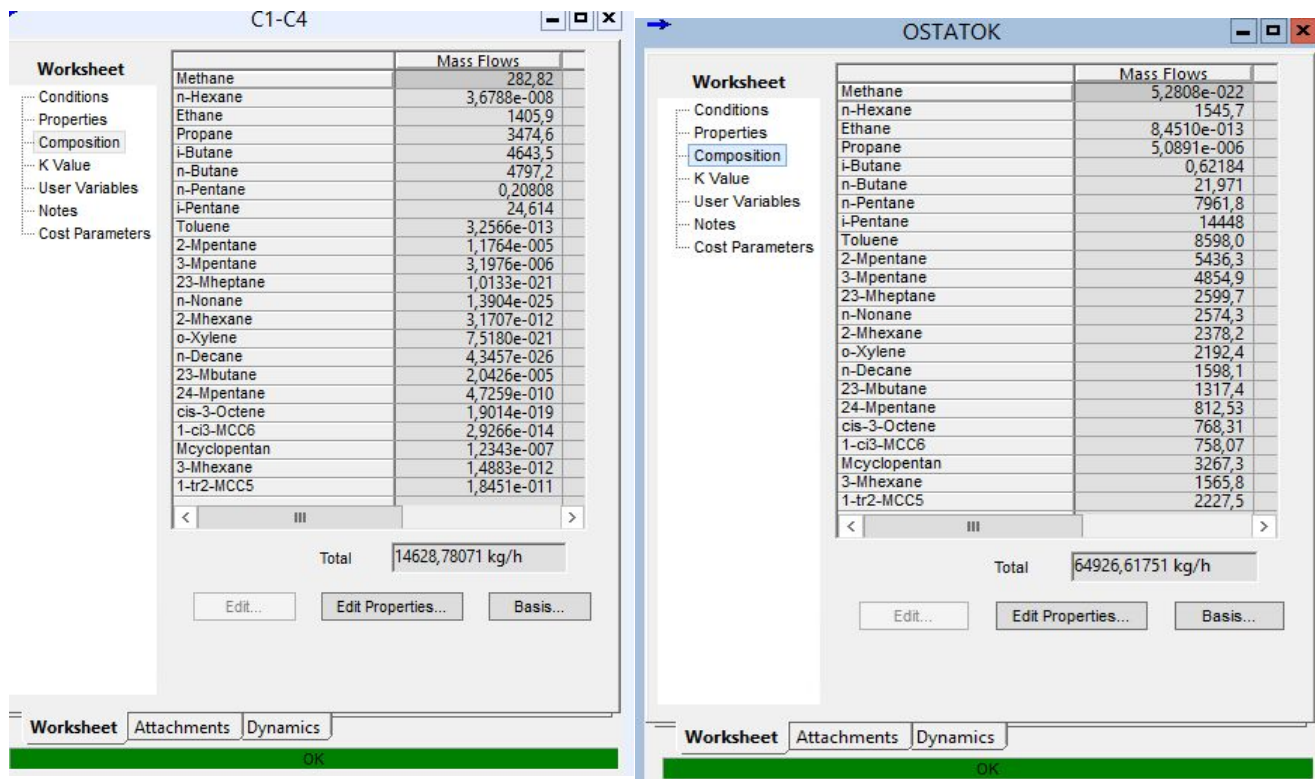 C1-C4
Worksheet
Conditions
Properties
Composition
K Value
User Variables
Notes
Cost Parameters
Mass Flows
Methane 282,82
n-Hexane 3,6788e-008
Ethane 1405,9
Propane 3474,6
i-Butane 4643,5
n-Butane 4797,2
n-Pentane 0,20808
i-Pentane 24,614
Toluene 3,2566e-013
2-Mpentane 1,1764e-005
3-Mpentane 3,1976e-006
23-Mheptane 1,0133e-021
n-Nonane 1,3904e-025
2-Mhexane 3,1707e-012
o-Xylene 7,5180e-021
n-Decane 4,3457e-026
23-Mbutane 2,0426e-005
24-Mpentane 4,7259e-010
cis-3-Octene 1,9014e-019
1-ci3-MCC6 2,9266e-014
Mcyclopentan 1,2343e-007
3-Mhexane 1,4883e-012
1-tr2-MCC5 1,8451e-011
Total 14628,78071 kg/h
Edit... Edit Properties... Basis...
Worksheet Attachments Dynamics
OK
OSTATOK
Worksheet
Conditions
Properties
Composition
K Value
User Variables
Notes
Cost Parameters
Mass Flows
Methane 5,2808e-022
n-Hexane 1545,7
Ethane 8,4510e-013
Propane 5,0891e-006
i-Butane 0,62184
n-Butane 21,971
n-Pentane 7961,8
i-Pentane 14448
Toluene 8598,0
2-Mpentane 5436,3
3-Mpentane 4854,9
23-Mheptane 2599,7
n-Nonane 2574,3
2-Mhexane 2378,2
o-Xylene 2192,4
n-Decane 1598,1
23-Mbutane 1317,4
24-Mpentane 812,53
cis-3-Octene 768,31
1-ci3-MCC6 758,07
Mcyclopentan 3267,3
3-Mhexane 1565,8
1-tr2-MCC5 2227,5
Total 64926,61751 kg/h
Edit... Edit Properties... Basis...
Worksheet Attachments Dynamics
OK